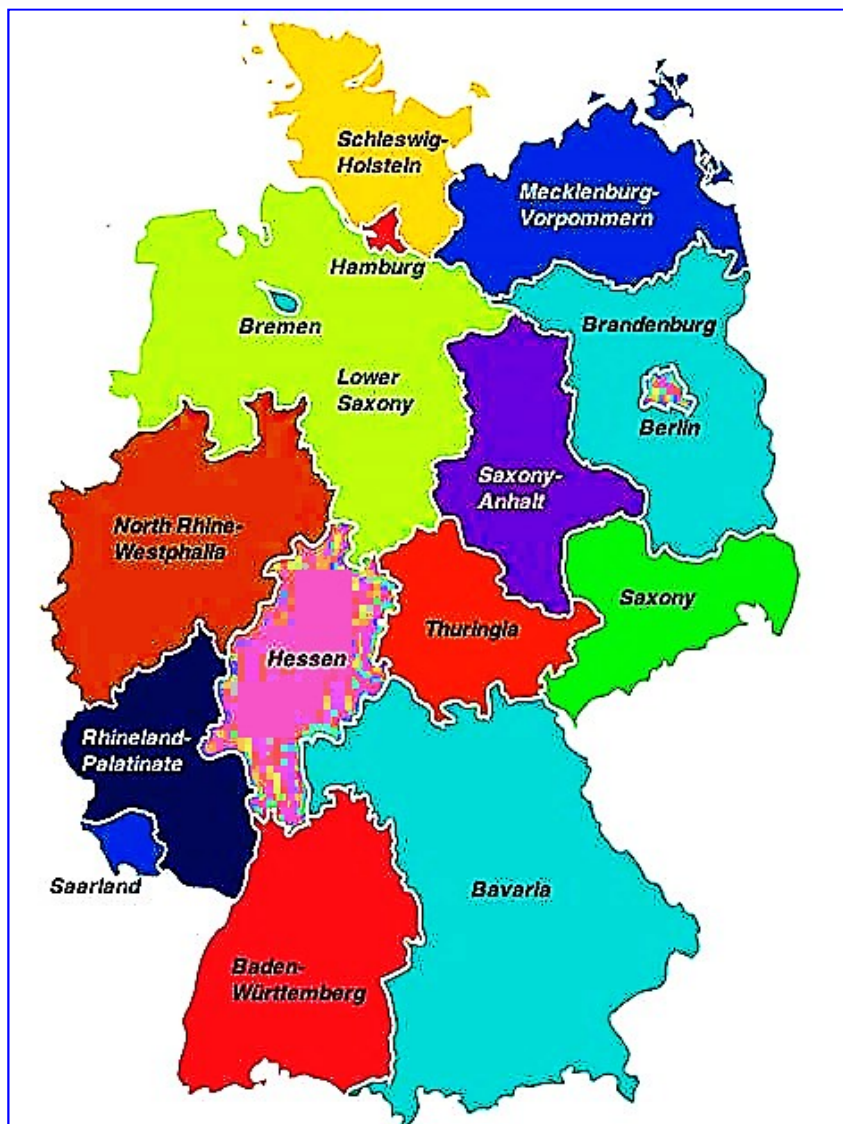 Schleswig-
Holstein
Mecklenburg-
Vorpommern
Hamburg
Bremen
Brandenburg
Lower
Saxony
Berlin
Saxony-
Anhalt
North Rhine-
Westphalia
Saxony
Thuringia
Hessen
Rhineland-
Palatinate
Saarland
Bavaria
Baden-
Württemberg